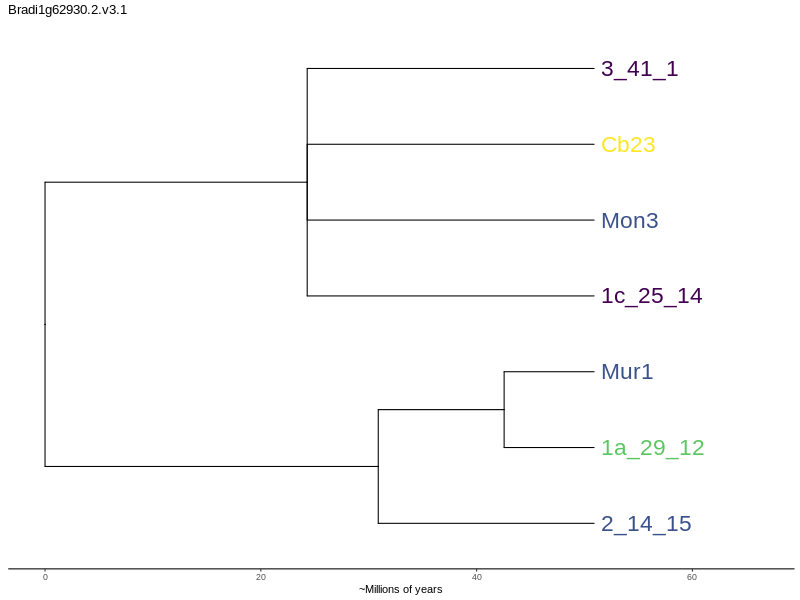 Bradi1g62930.2.v3.1
3_41_1
Cb23
Mon3
1c_25_14
Mur1
1a_29_12
2_14_15
0 20 40 60
~Millions of years